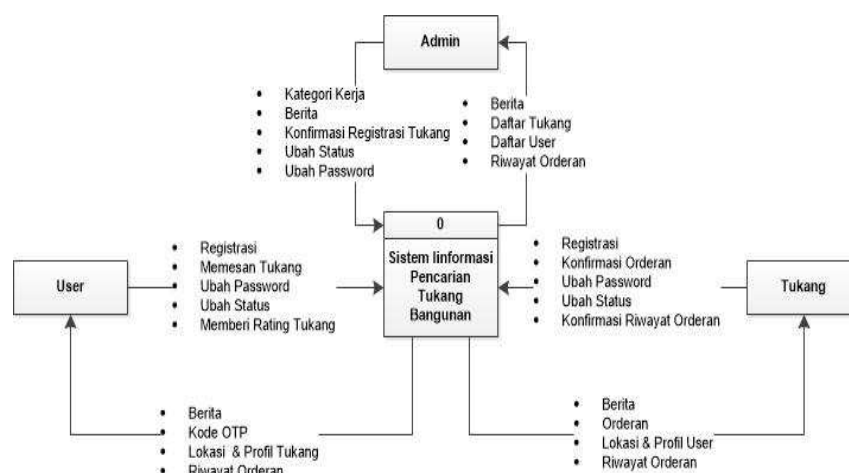 Admin
• Kategori Kerja
• Berita
• Konfirmasi Registrasi Tukang
• Ubah Status
• Ubah Password
• Berita
• Daftar Tukang
• Daftar User
• Riwayat Orderan
0
Sistem Iinformasi
Pencarian
Tukang
Bangunan
User
• Registrasi
• Memesan Tukang
• Ubah Password
• Ubah Status
• Memberi Rating Tukang
• Registrasi
• Konfirmasi Orderan
• Ubah Password
• Ubah Status
• Konfirmasi Riwayat Orderan
Tukang
• Berita
• Kode OTP
• Lokasi & Profil Tukang
• Riwayat Orderan
• Berita
• Orderan
• Lokasi & Profil User
• Riwayat Orderan